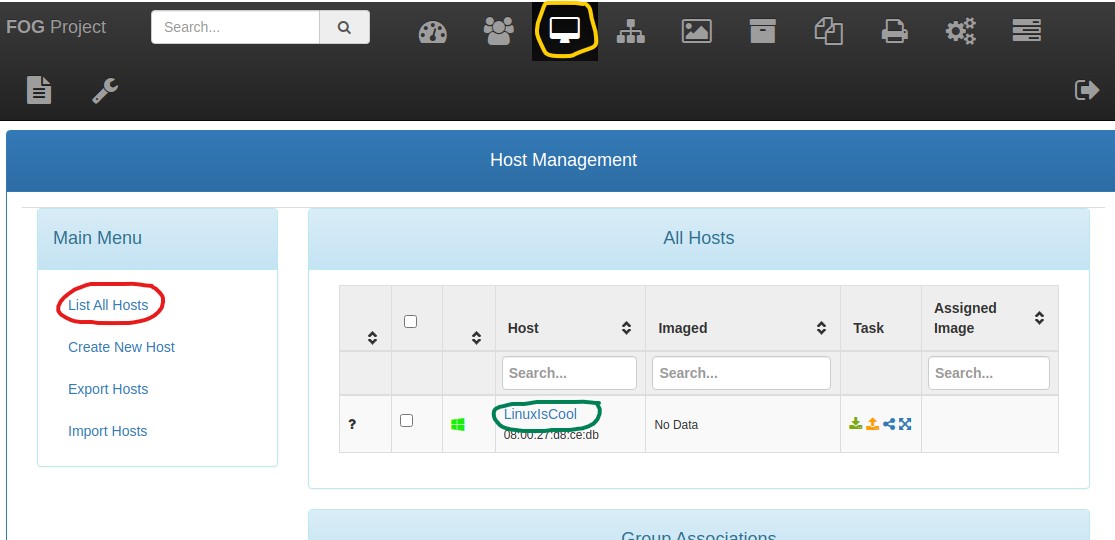 FOG Project
Search...
Host Management
Main Menu
List All Hosts
Create New Host
Export Hosts
Import Hosts
All Hosts
Host Imaged Task Assigned Image
Search... Search... Search...
? LinuxIsCool No Data
08:00:27:d8:ce:db
Group Associations